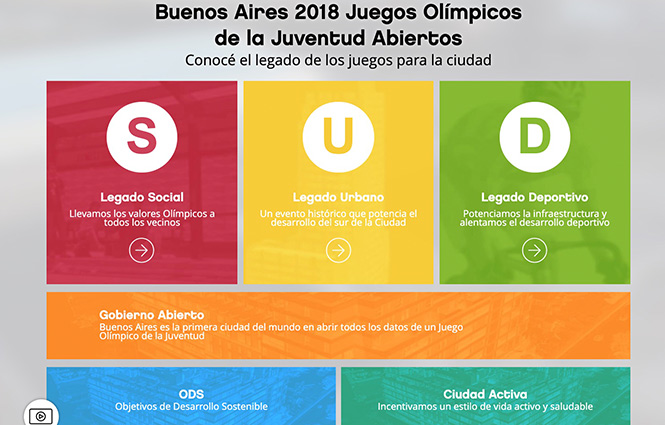 Buenos Aires 2018 Juegos Olímpicos
de la Juventud Abiertos
Conocé el legado de los juegos para la ciudad
S
U
D
Legado Social
Llevamos los valores Olímpicos a
todos los vecinos
Legado Urbano
Un evento histórico que potencia el
desarrollo del sur de la Ciudad
Legado Deportivo
Potenciamos la infraestructura y
alentamos el desarrollo deportivo
Gobierno Abierto
Buenos Aires es la primera ciudad del mundo en abrir todos los datos de un Juego
Olímpico de la Juventud
ODS
Objetivos de Desarrollo Sostenible
Ciudad Activa
Incentivamos un estilo de vida activo y saludable